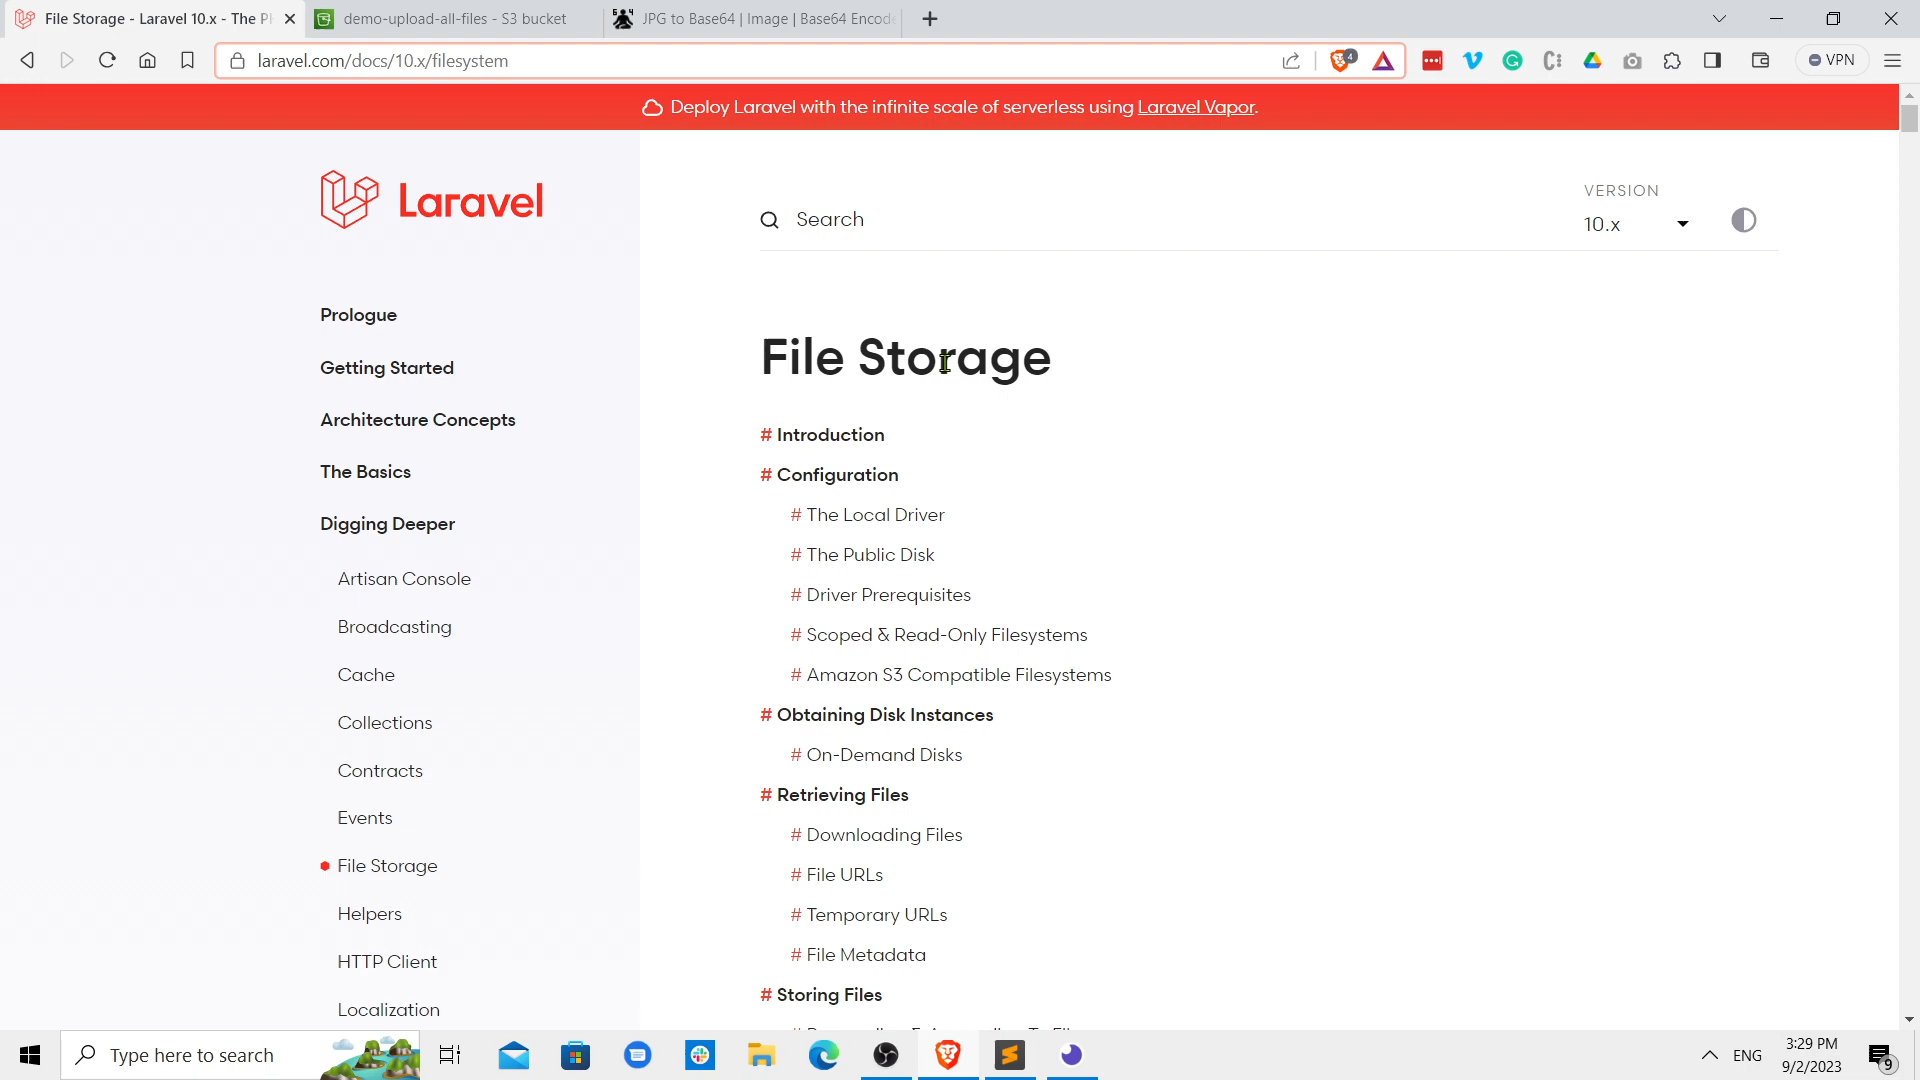 File Storage - Laravel 10.x - The P
demo-upload-all-files - S3 bucket
JPG to Base64 | Image | Base64 Encod
laravel.com/docs/10.x/filesystem
4
VPN
Deploy Laravel with the infinite scale of serverless using Laravel Vapor.
Laravel
Search
VERSION
10.x
Prologue
Getting Started
Architecture Concepts
The Basics
Digging Deeper
Artisan Console
Broadcasting
Cache
Collections
Contracts
Events
File Storage
Helpers
HTTP Client
Localization
File Storage
# Introduction
# Configuration
# The Local Driver
# The Public Disk
# Driver Prerequisites
# Scoped & Read-Only Filesystems
# Amazon S3 Compatible Filesystems
# Obtaining Disk Instances
# On-Demand Disks
# Retrieving Files
# Downloading Files
# File URLs
# Temporary URLs
# File Metadata
# Storing Files
Type here to search
ENG
3:29 PM
9/2/2023
9